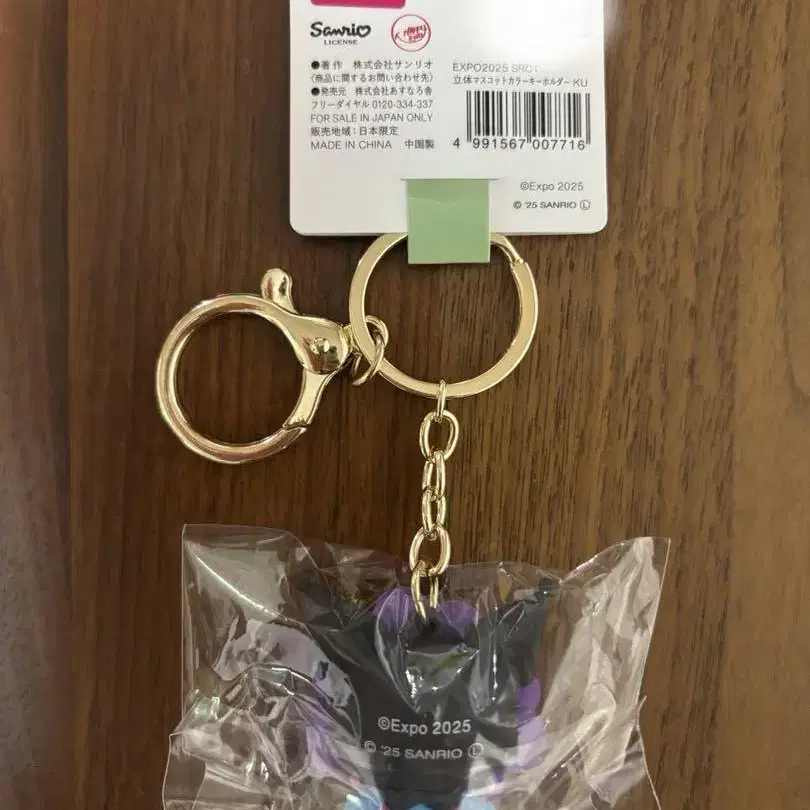 Sanrio
LICENSE
●著作 株式会社サンリオ
〈商品に関するお問い合わせ先〉
●発売元 株式会社あすなろ舎
フリーダイヤル 0120-334-337
FOR SALE IN JAPAN ONLY
販売地域：日本限定
MADE IN CHINA 中国製
EXPO2025
立体マスコットカラーキーホルダー KU
4 991567 007716
©Expo 2025
© '25 SANRIO Ⓛ
©Expo 2025
© '25 SANRIO Ⓛ